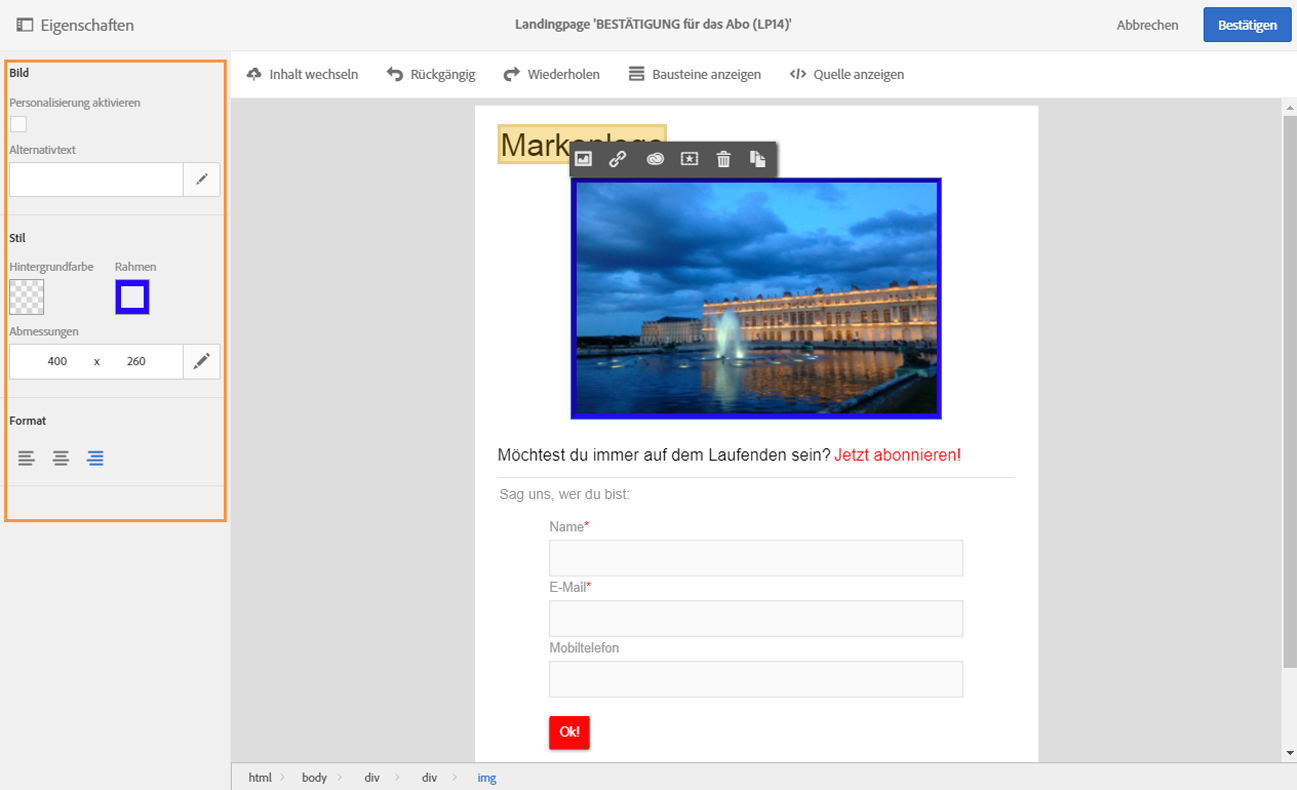 Eigenschaften
Landingpage 'BESTÄTIGUNG für das Abo (LP14)'
Abbrechen
Bestätigen
Inhalt wechseln
Rückgängig
Wiederholen
Bausteine anzeigen
Quelle anzeigen
Bild
Personalisierung aktivieren
Alternativtext
Stil
Hintergrundfarbe
Rahmen
Abmessungen
400 x 260
Format
Möchtest du immer auf dem Laufenden sein? Jetzt abonnieren!
Sag uns, wer du bist:
Name*
E-Mail*
Mobiltelefon
Ok!
html
body
div
div
img